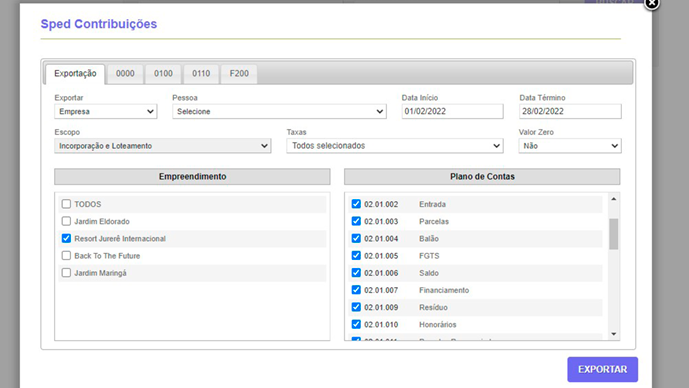 Sped Contribuições
Exportação 0000 0100 0110 F200
Exportar Pessoa Data Início Data Término
Empresa Selecione 01/02/2022 28/02/2022
Escopo Taxas Valor Zero
Incorporação e Loteamento Todos selecionados Não
Empreendimento Plano de Contas
TODOS 02.01.002 Entrada
Jardim Eldorado 02.01.003 Parcelas
Resort Jurerê Internacional 02.01.004 Balão
Back To The Future 02.01.005 FGTS
Jardim Maringá 02.01.006 Saldo
02.01.007 Financiamento
02.01.009 Resíduo
02.01.010 Honorários
EXPORTAR